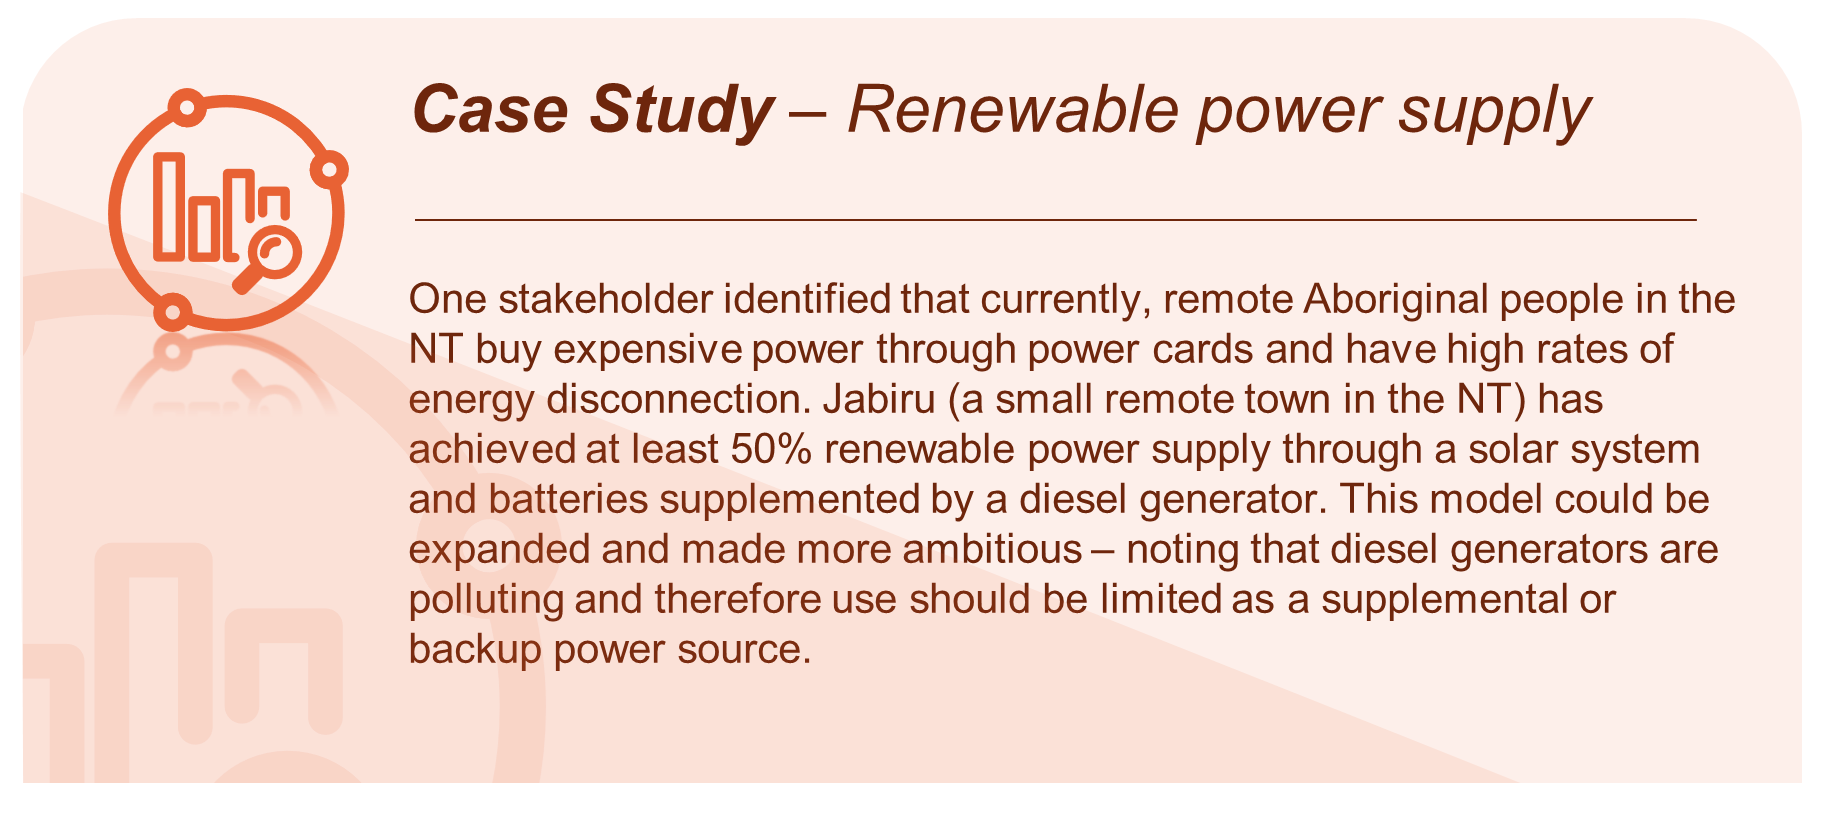 Case Study – Renewable power supply
One stakeholder identified that currently, remote Aboriginal people in the
NT buy expensive power through power cards and have high rates of
energy disconnection. Jabiru (a small remote town in the NT) has
achieved at least 50% renewable power supply through a solar system
and batteries supplemented by a diesel generator. This model could be
expanded and made more ambitious – noting that diesel generators are
polluting and therefore use should be limited as a supplemental or
backup power source.